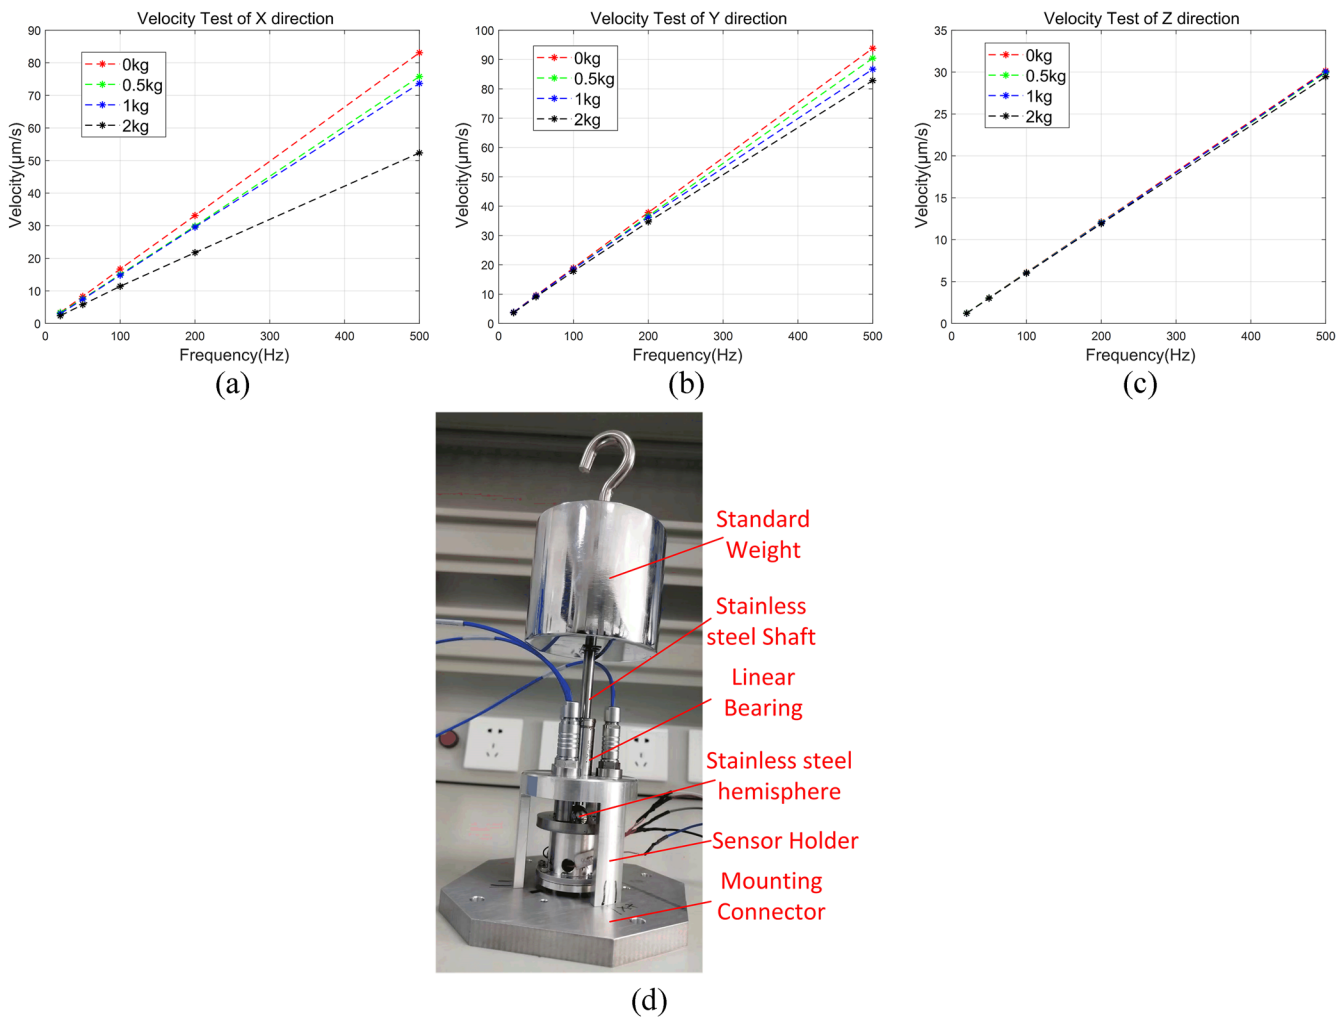 Velocity Test of X direction
90
80
70
60
50
40
30
20
10
0
Velocity(μm/s)
0kg
0.5kg
1kg
2kg
0 100 200 300 400 500
Frequency(Hz)
(a)
Velocity Test of Y direction
100
90
80
70
60
50
40
30
20
10
0
Velocity(μm/s)
0kg
0.5kg
1kg
2kg
0 100 200 300 400 500
Frequency(Hz)
(b)
Velocity Test of Z direction
35
30
25
20
15
10
5
0
Velocity(μm/s)
0kg
0.5kg
1kg
2kg
0 100 200 300 400 500
Frequency(Hz)
(c)
Standard
Weight
Stainless
steel Shaft
Linear
Bearing
Stainless steel
hemisphere
Sensor Holder
Mounting
Connector
(d)